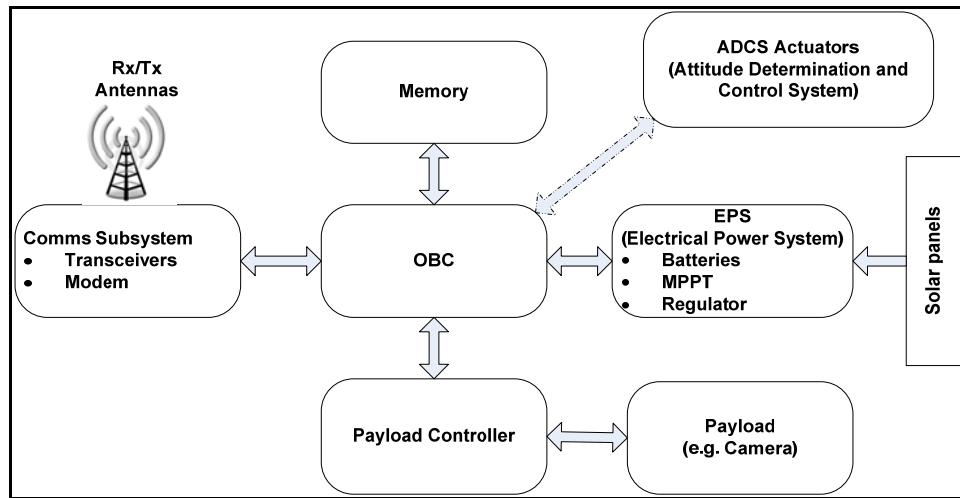 Rx/Tx
Antennas
Memory
ADCS Actuators
(Attitude Determination and
Control System)
Comms Subsystem
• Transceivers
• Modem
OBC
EPS
(Electrical Power System)
• Batteries
• MPPT
• Regulator
Solar panels
Payload Controller
Payload
(e.g. Camera)